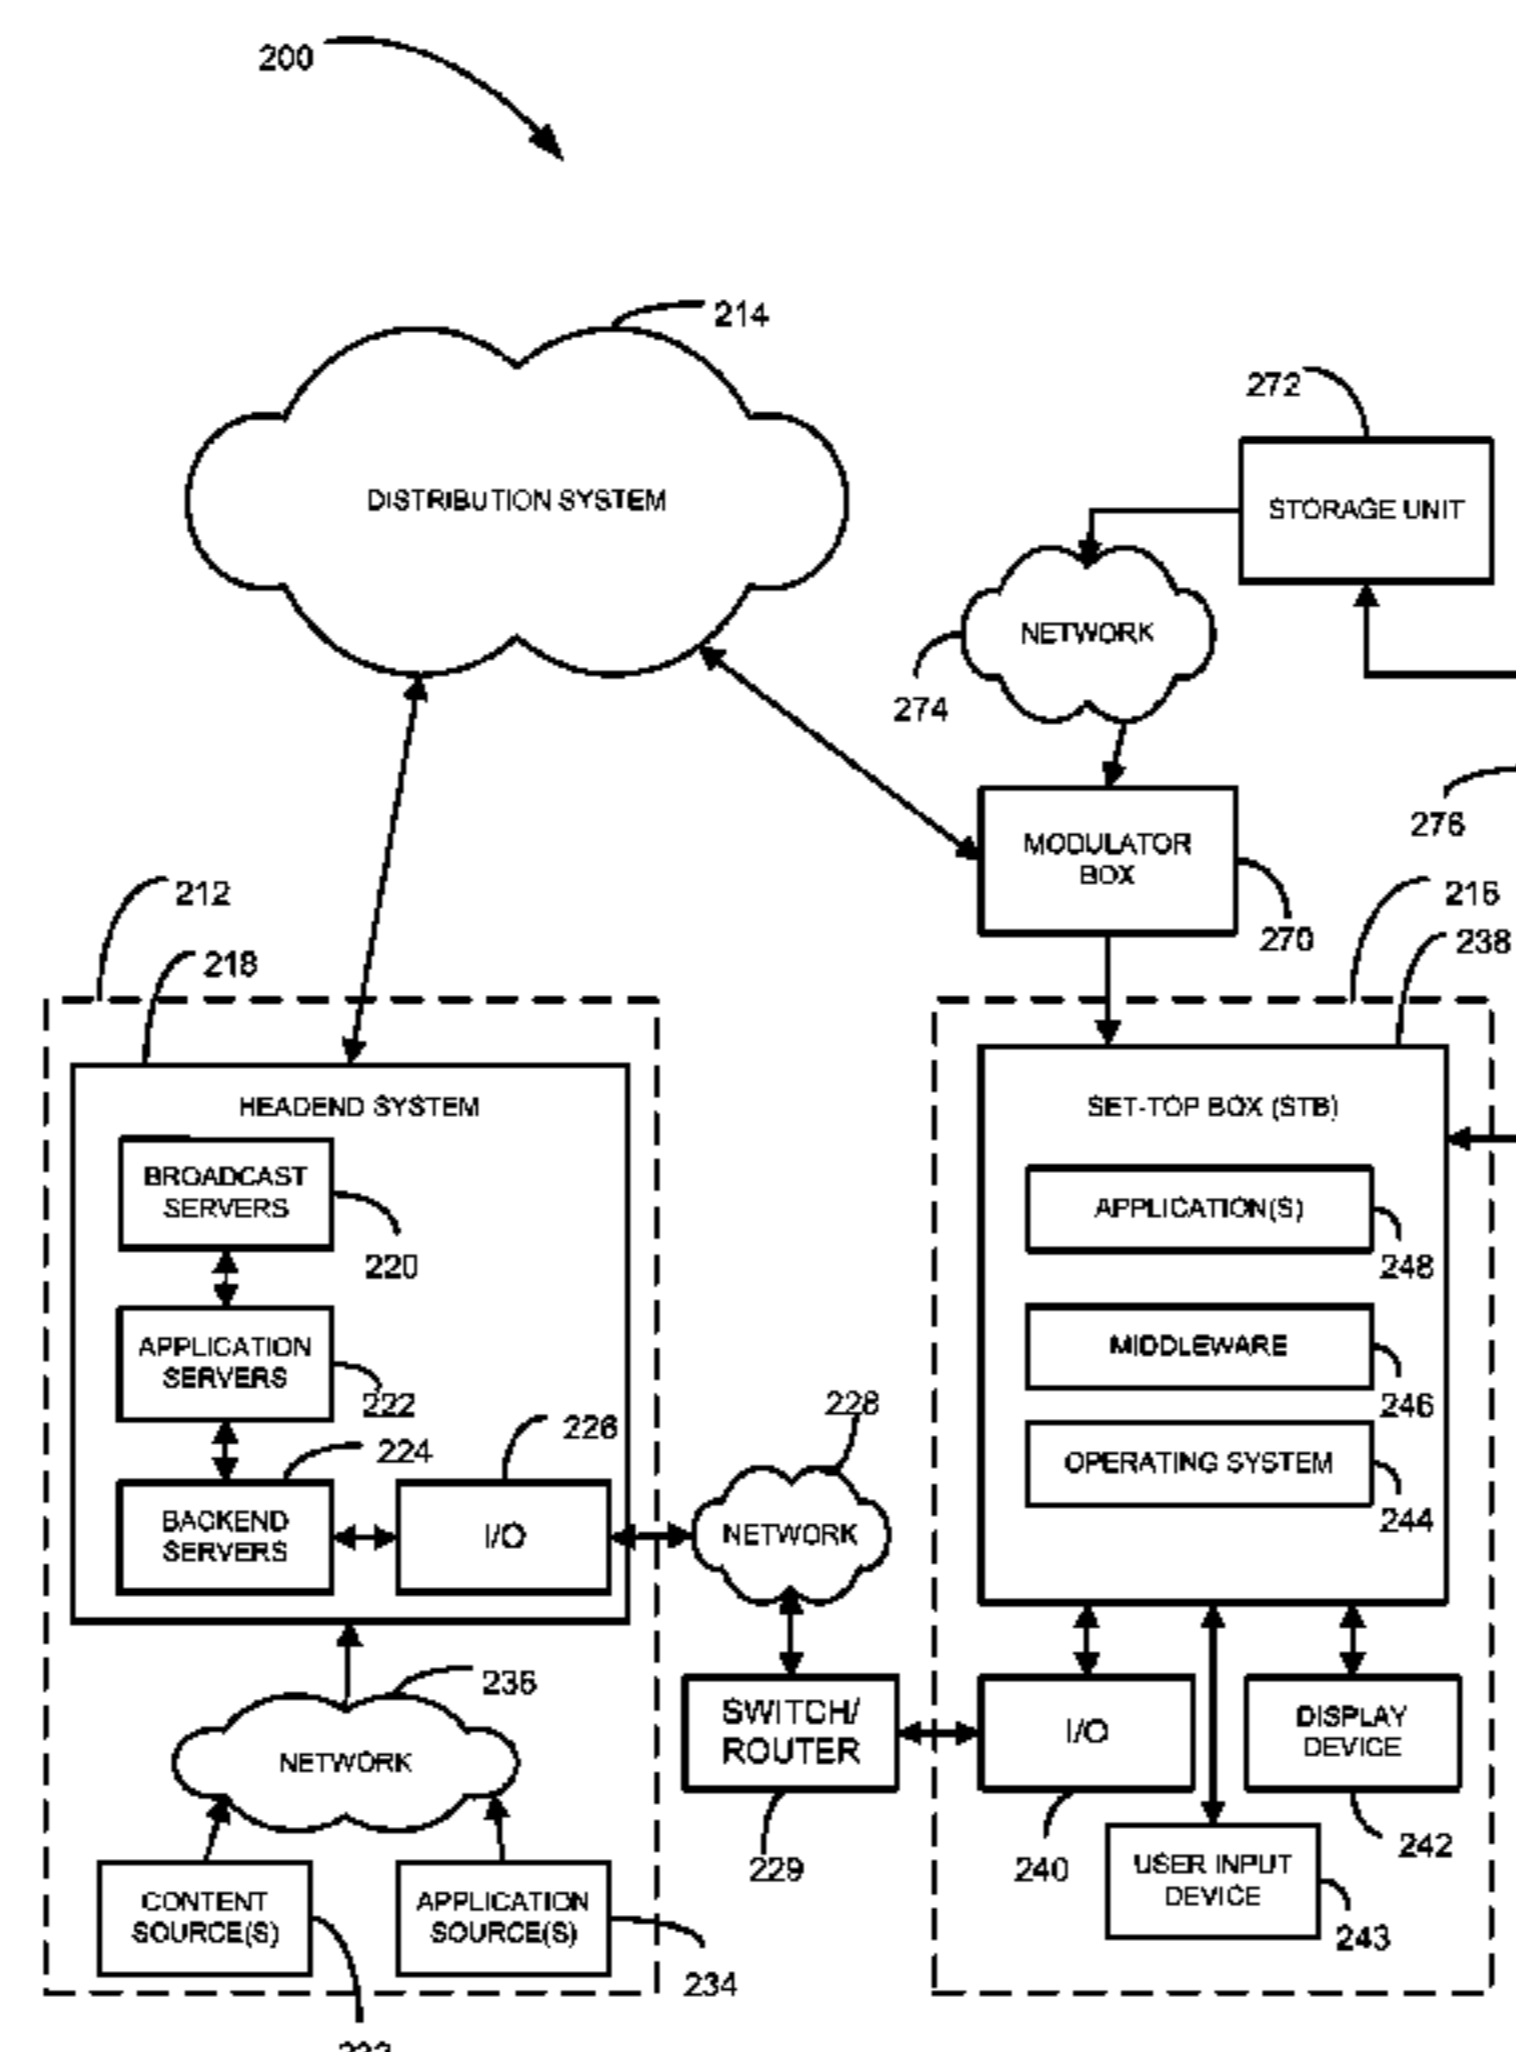 200
214
DISTRIBUTION SYSTEM
272
STORAGE UNIT
NETWORK
274
276
MODULATOR
BOX
270
212
218
216
238
HEADEND SYSTEM
BROADCAST
SERVERS
220
APPLICATION
SERVERS
222
224
226
BACKEND
SERVERS
I/O
228
NETWORK
SET-TOP BOX (STB)
APPLICATION(S)
248
MIDDLEWARE
246
OPERATING SYSTEM
244
236
NETWORK
SWITCH/
ROUTER
229
I/O
240
DISPLAY
DEVICE
242
USER INPUT
DEVICE
243
CONTENT
SOURCE(S)
APPLICATION
SOURCE(S)
234